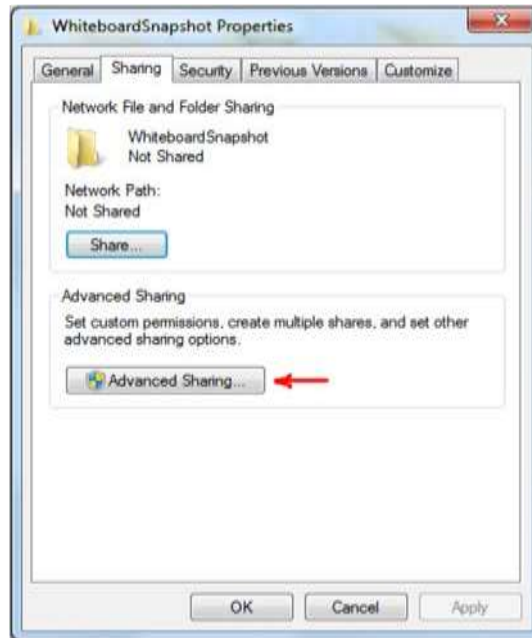 WhiteboardSnapshot Properties
General Sharing Security Previous Versions Customize
Network File and Folder Sharing
WhiteboardSnapshot
Not Shared
Network Path:
Not Shared
Share...
Advanced Sharing
Set custom permissions, create multiple shares, and set other
advanced sharing options.
Advanced Sharing...
OK Cancel Apply